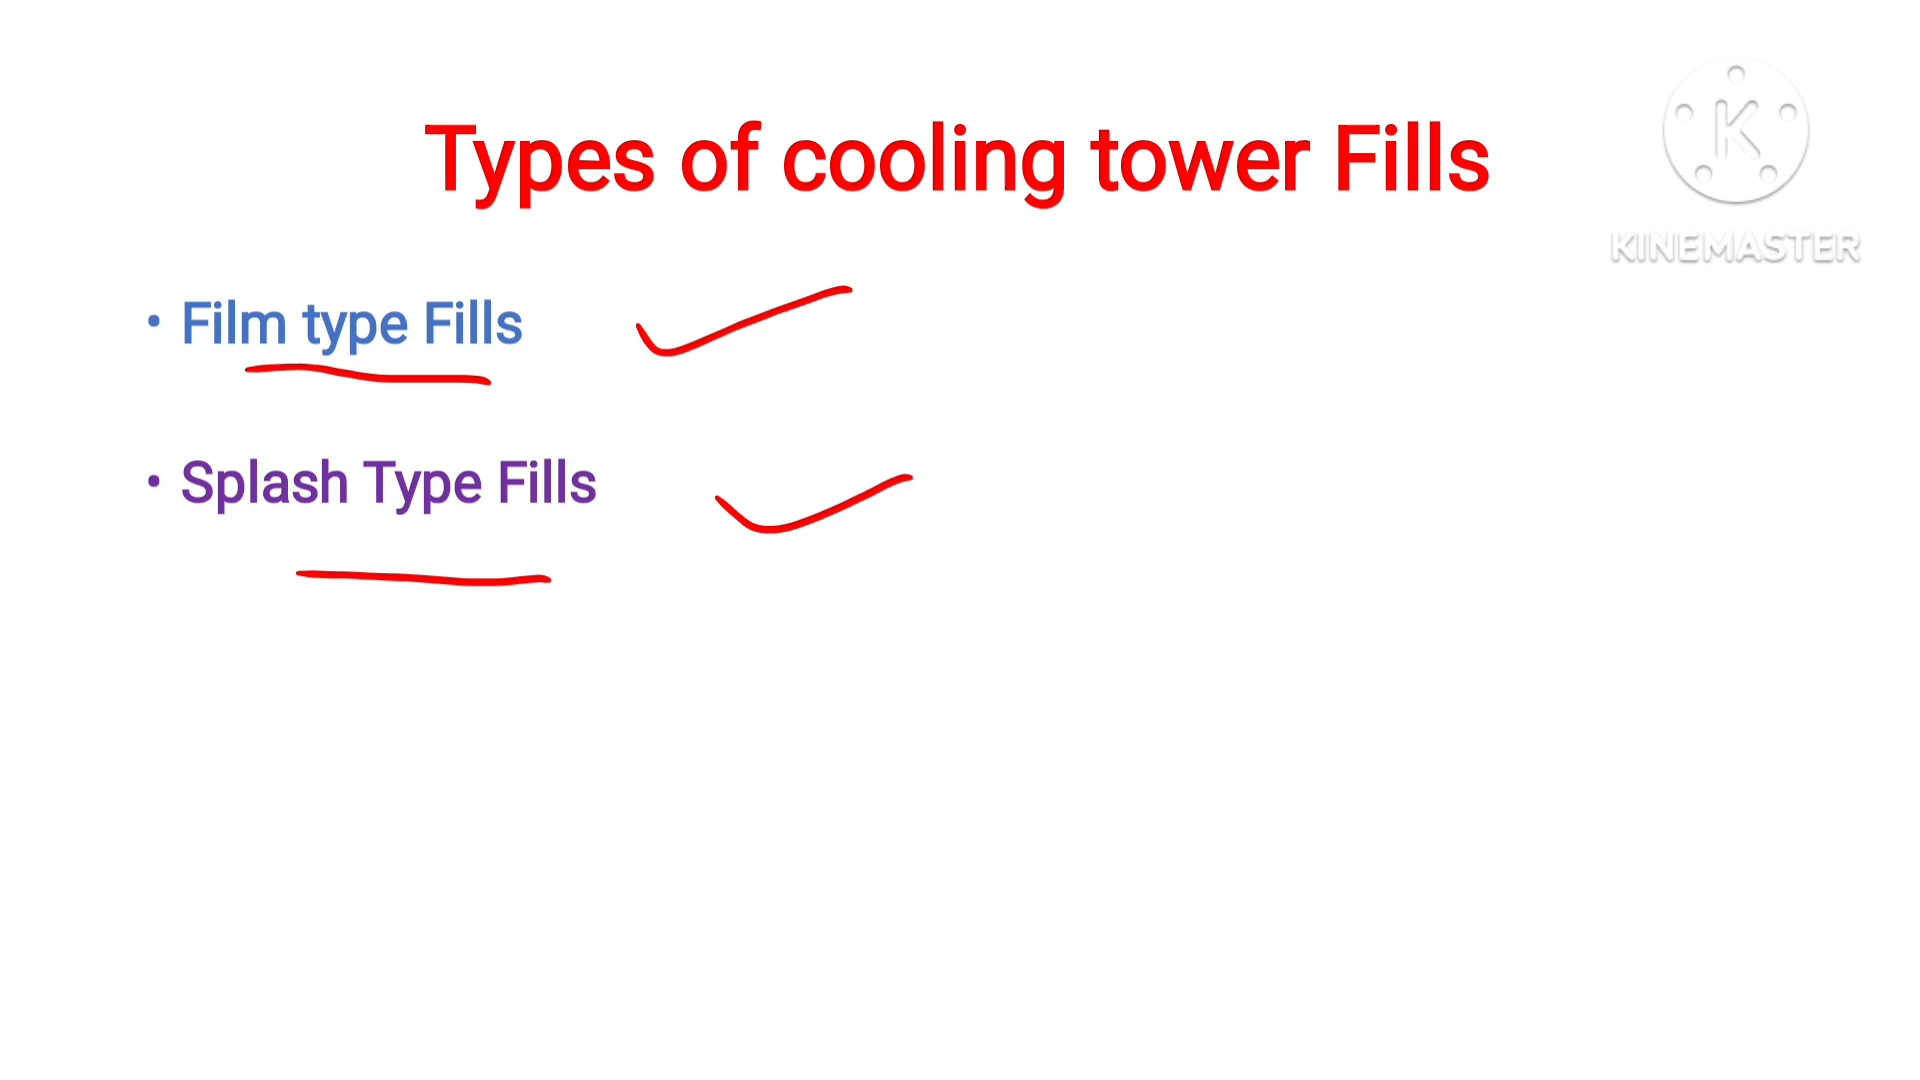 Types of cooling tower Fills
K
KINEMASTER
• Film type Fills
• Splash Type Fills